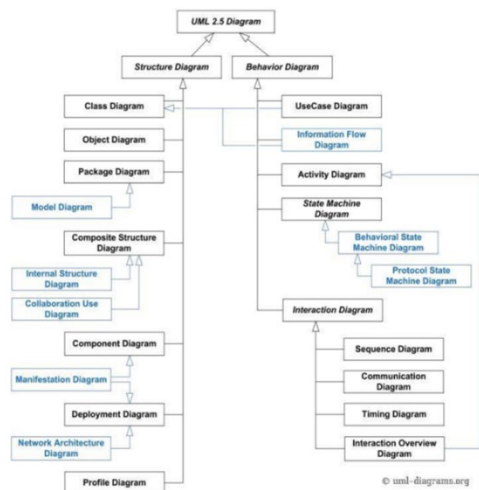 UML 2.5 Diagram
Structure Diagram
Behavior Diagram
Class Diagram
Object Diagram
Package Diagram
Model Diagram
Composite Structure
Diagram
Internal Structure
Diagram
Collaboration Use
Diagram
Component Diagram
Manifestation Diagram
Deployment Diagram
Network Architecture
Diagram
Profile Diagram
UseCase Diagram
Information Flow
Diagram
Activity Diagram
State Machine
Diagram
Behavioral State
Machine Diagram
Protocol State
Machine Diagram
Interaction Diagram
Sequence Diagram
Communication
Diagram
Timing Diagram
Interaction Overview
Diagram
© uml-diagrams.org